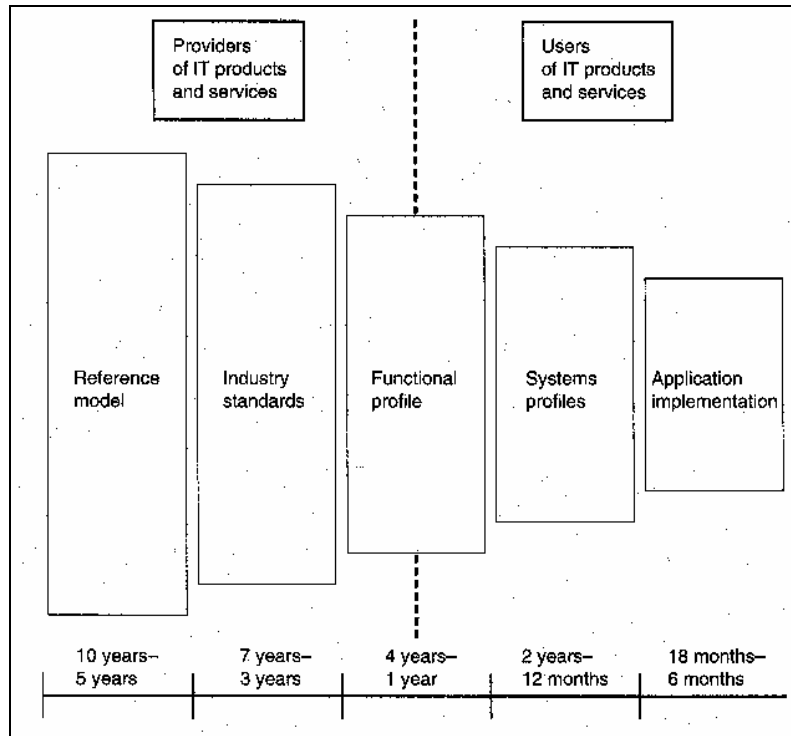 Providers
of IT products
and services
Users
of IT products
and services
Reference
model
Industry
standards
Functional
profile
Systems
profiles
Application
implementation
10 years–
5 years
7 years–
3 years
4 years–
1 year
2 years–
12 months
18 months–
6 months